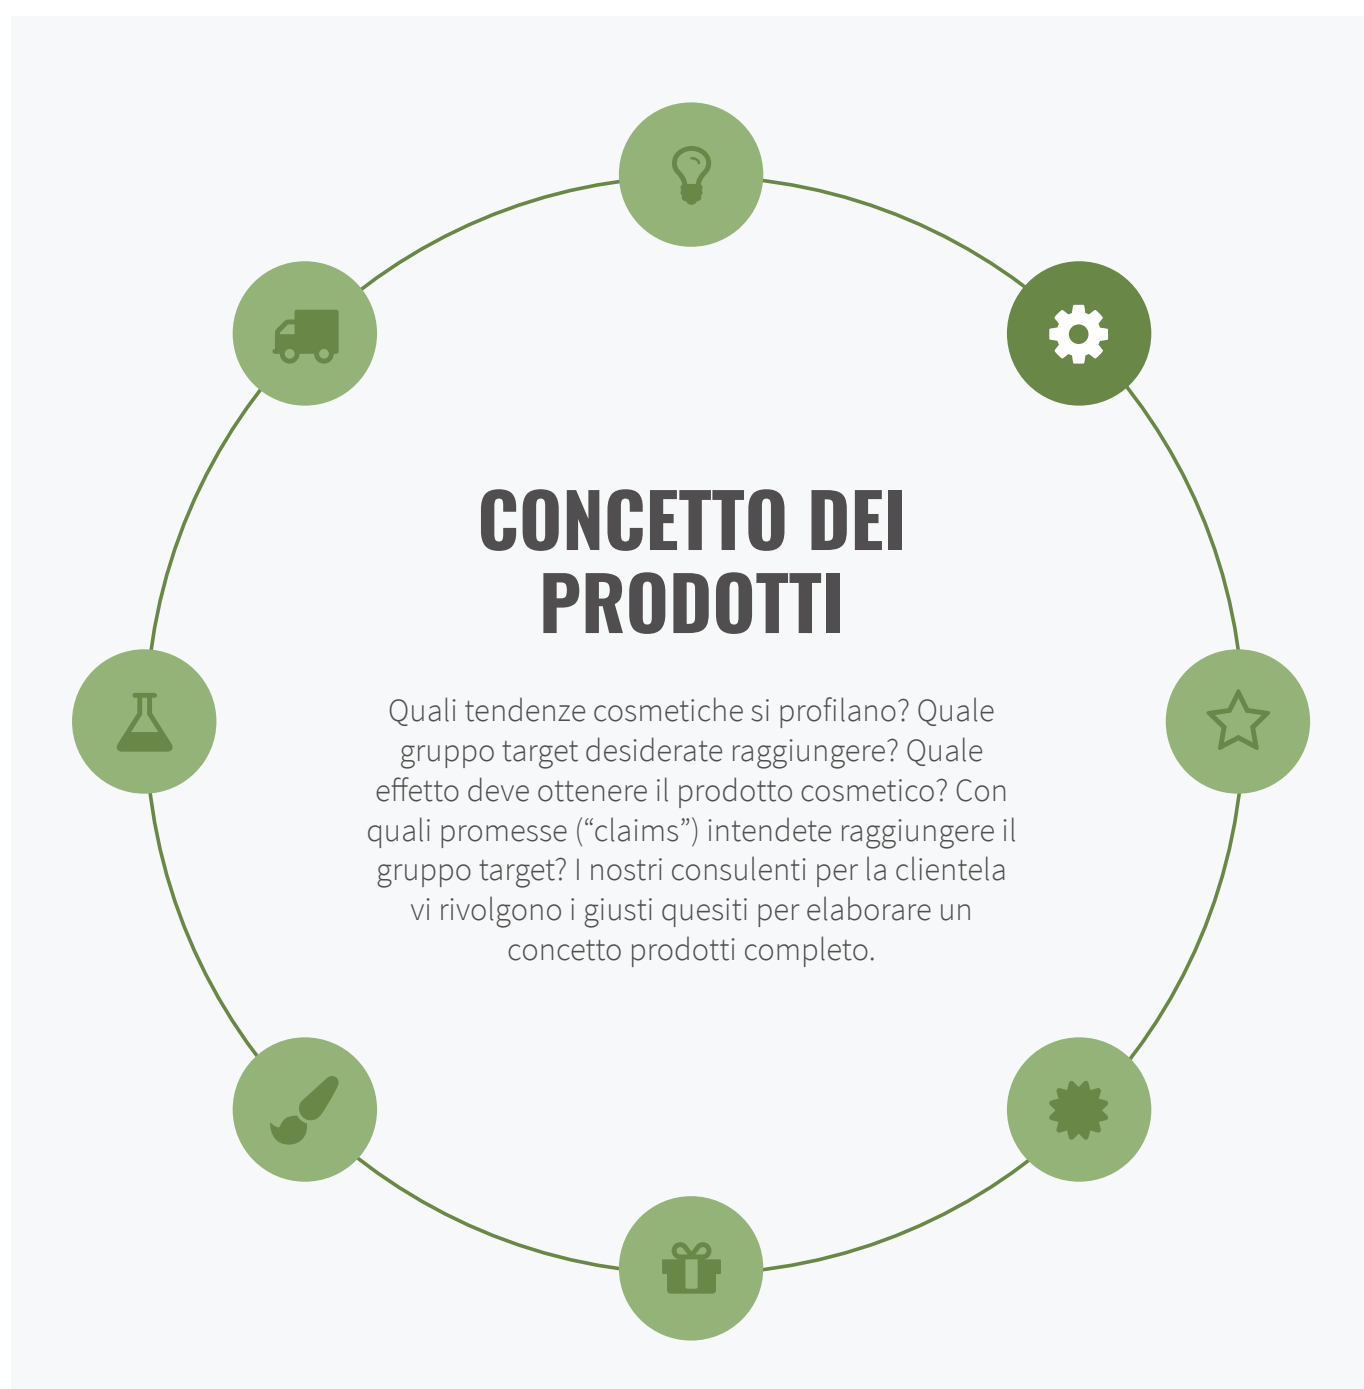 CONCETTO DEI
PRODOTTI
Quali tendenze cosmetiche si profilano? Quale
gruppo target desiderate raggiungere? Quale
effetto deve ottenere il prodotto cosmetico? Con
quali promesse (“claims”) intendete raggiungere il
gruppo target? I nostri consulenti per la clientela
vi rivolgono i giusti quesiti per elaborare un
concetto prodotti completo.